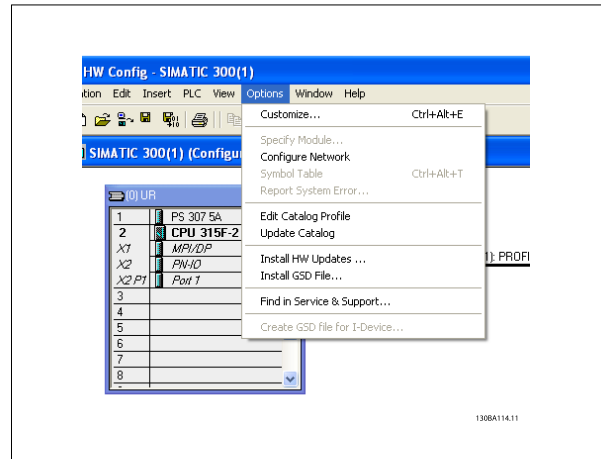 HW Config - SIMATIC 300(1)
tion Edit Insert PLC View Options Window Help
SIMATIC 300(1) (Configu
Customize... Ctrl+Alt+E
Specify Module...
Configure Network
Symbol Table Ctrl+Alt+T
Report System Error...
Edit Catalog Profile
Update Catalog
Install HW Updates ...
Install GSD File...
Find in Service & Support...
Create GSD file for I-Device...
(0) UR
1 PS 307 5A
2 CPU 315F-2
X1 MPI/DP
X2 PN-IO
X2 P1 Port 1
3
4
5
6
7
8
1): PROFI
130BA114.11